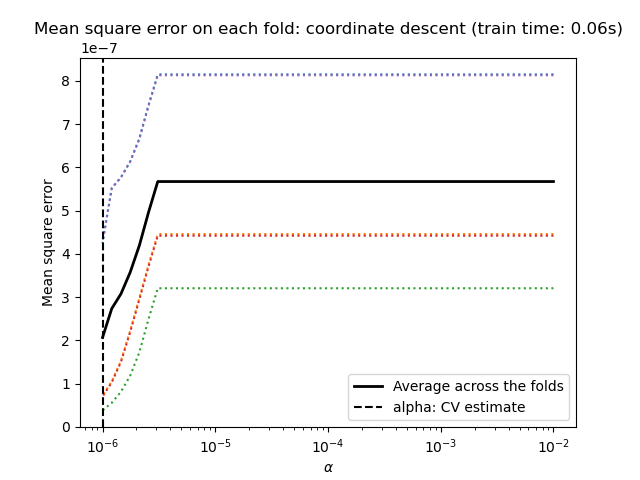 Mean square error on each fold: coordinate descent (train time: 0.06s)
1e−7
8
7
6
5
4
3
2
1
0
Mean square error
Average across the folds
alpha: CV estimate
10⁻⁶ 10⁻⁵ 10⁻⁴ 10⁻³ 10⁻²
α